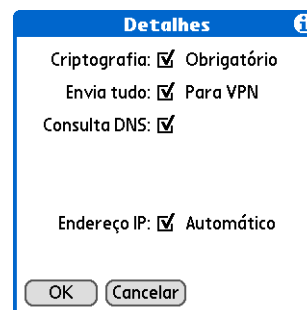 Detalhes
Criptografia: Obrigatório
Envia tudo: Para VPN
Consulta DNS:
Endereço IP: Automático
OK Cancelar